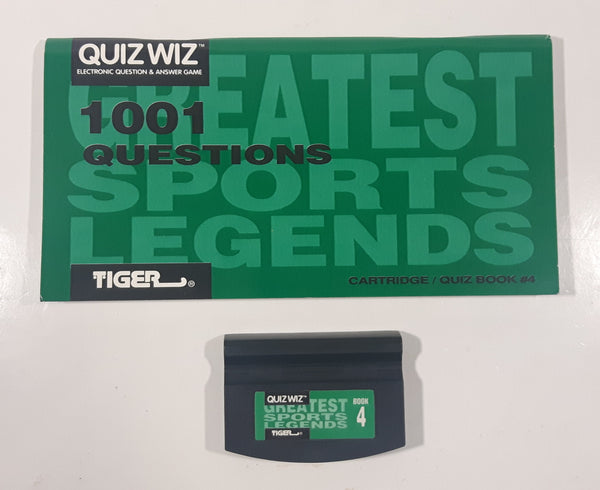 QUIZ WIZ™
ELECTRONIC QUESTION & ANSWER GAME
1001
QUESTIONS
GREATEST
SPORTS
LEGENDS
TIGER®
CARTRIDGE / QUIZ BOOK #4
QUIZ WIZ™
GREATEST
SPORTS
LEGENDS
BOOK
4
TIGER®